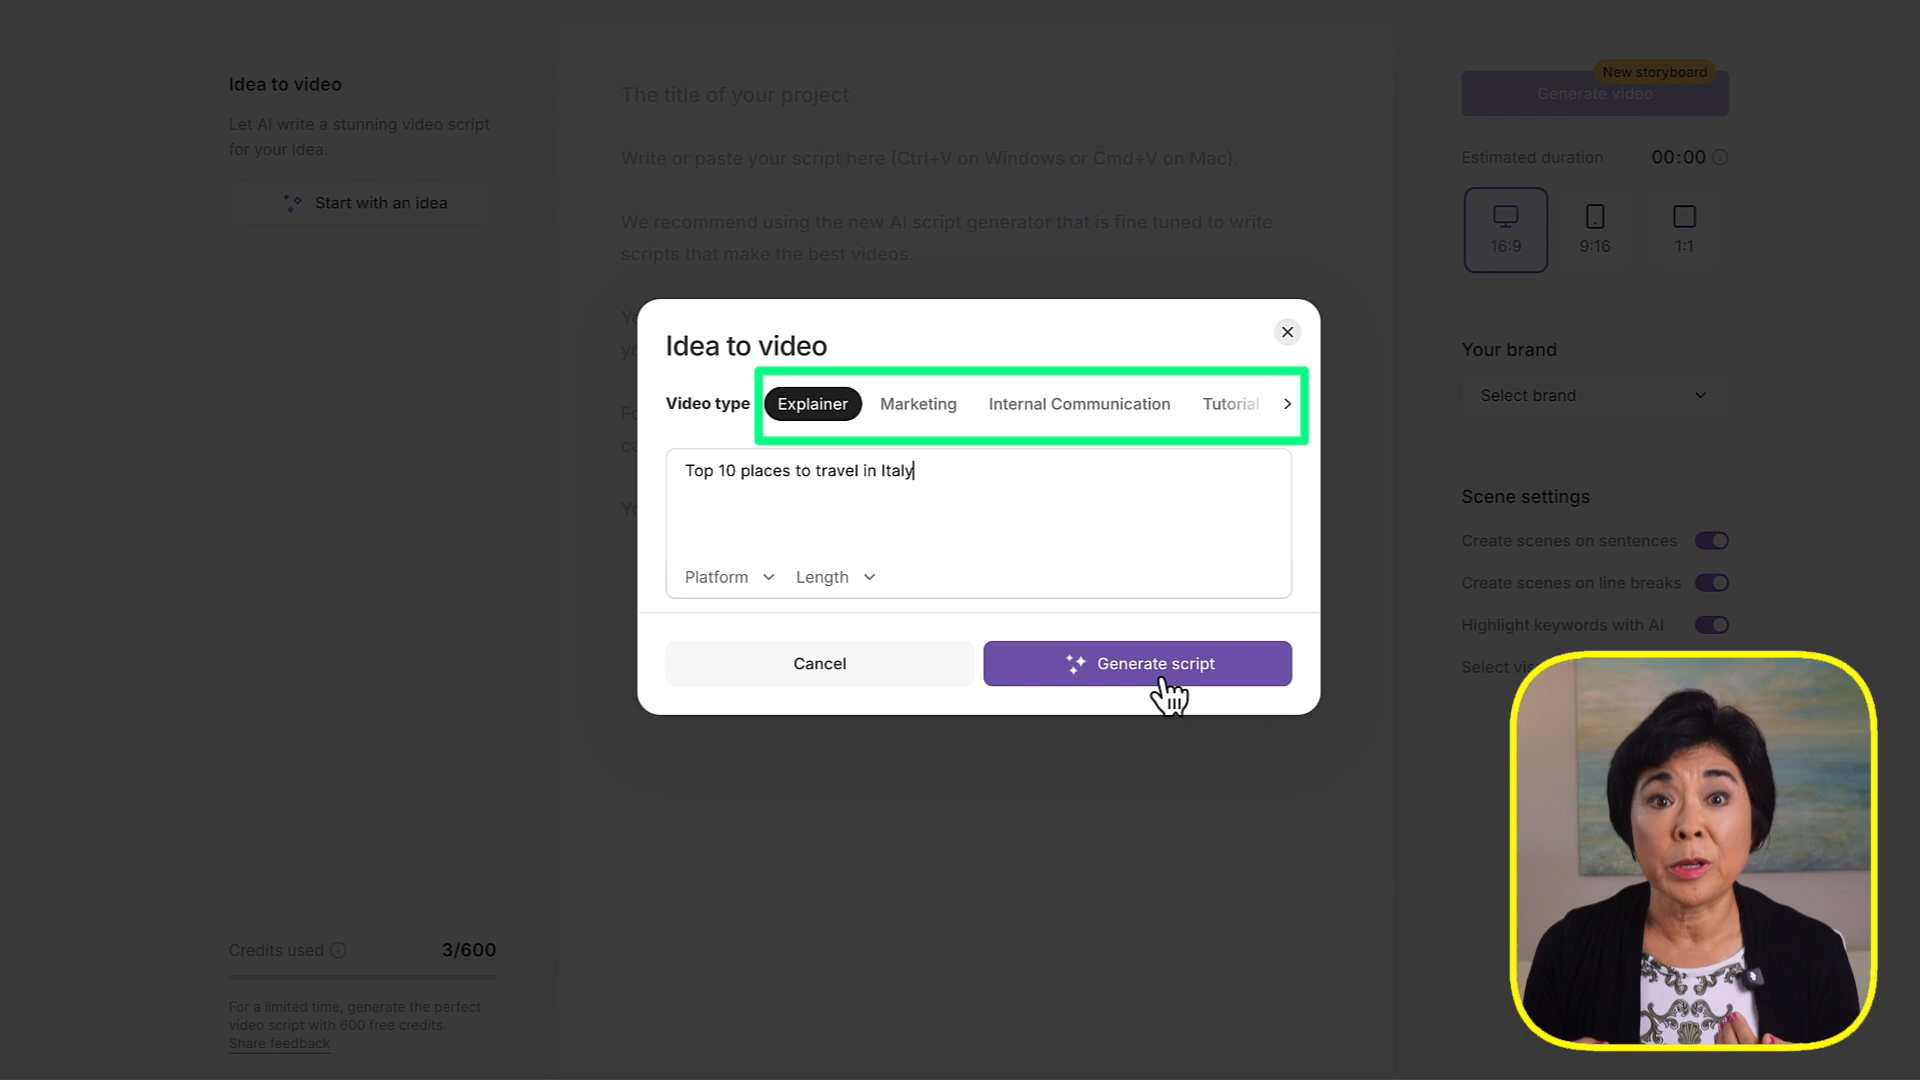 Idea to video
Let AI write a stunning video script
for your idea.
Start with an idea
The title of your project
Write or paste your script here (Ctrl+V on Windows or Cmd+V on Mac).
We recommend using the new AI script generator that is fine tuned to write
scripts that make the best videos.
New storyboard
Generate video
Estimated duration 00:00
16:9 9:16 1:1
Your brand
Select brand
Scene settings
Create scenes on sentences
Create scenes on line breaks
Highlight keywords with AI
Select
Idea to video
Video type Explainer Marketing Internal Communication Tutorial
Top 10 places to travel in Italy
Platform Length
Cancel Generate script
Credits used 3/600
For a limited time, generate the perfect
video script with 600 free credits.
Share feedback